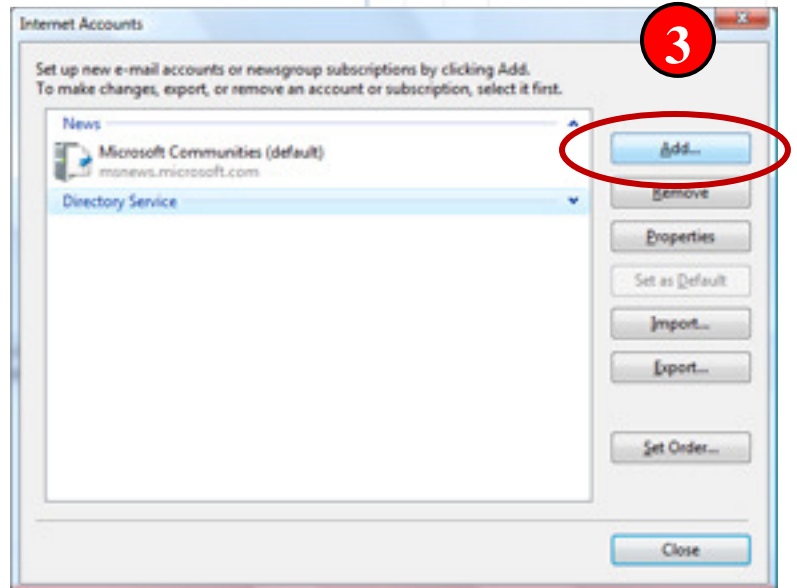 Internet Accounts
3
Set up new e-mail accounts or newsgroup subscriptions by clicking Add.
To make changes, export, or remove an account or subscription, select it first.
News
Microsoft Communities (default)
msnews.microsoft.com
Directory Service
Add...
Remove
Properties
Set as Default
Import...
Export...
Set Order...
Close